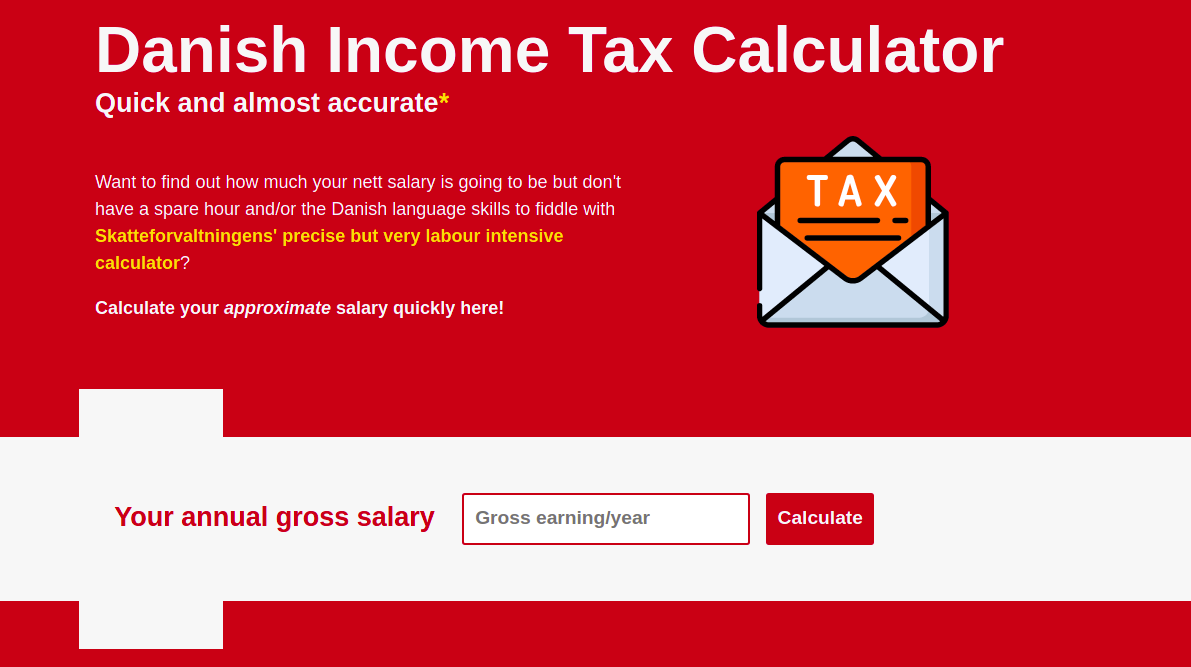 Danish Income Tax Calculator
Quick and almost accurate*
Want to find out how much your nett salary is going to be but don't
have a spare hour and/or the Danish language skills to fiddle with
Skatteforvaltningens' precise but very labour intensive
calculator?
Calculate your approximate salary quickly here!
TAX
Your annual gross salary
Gross earning/year
Calculate